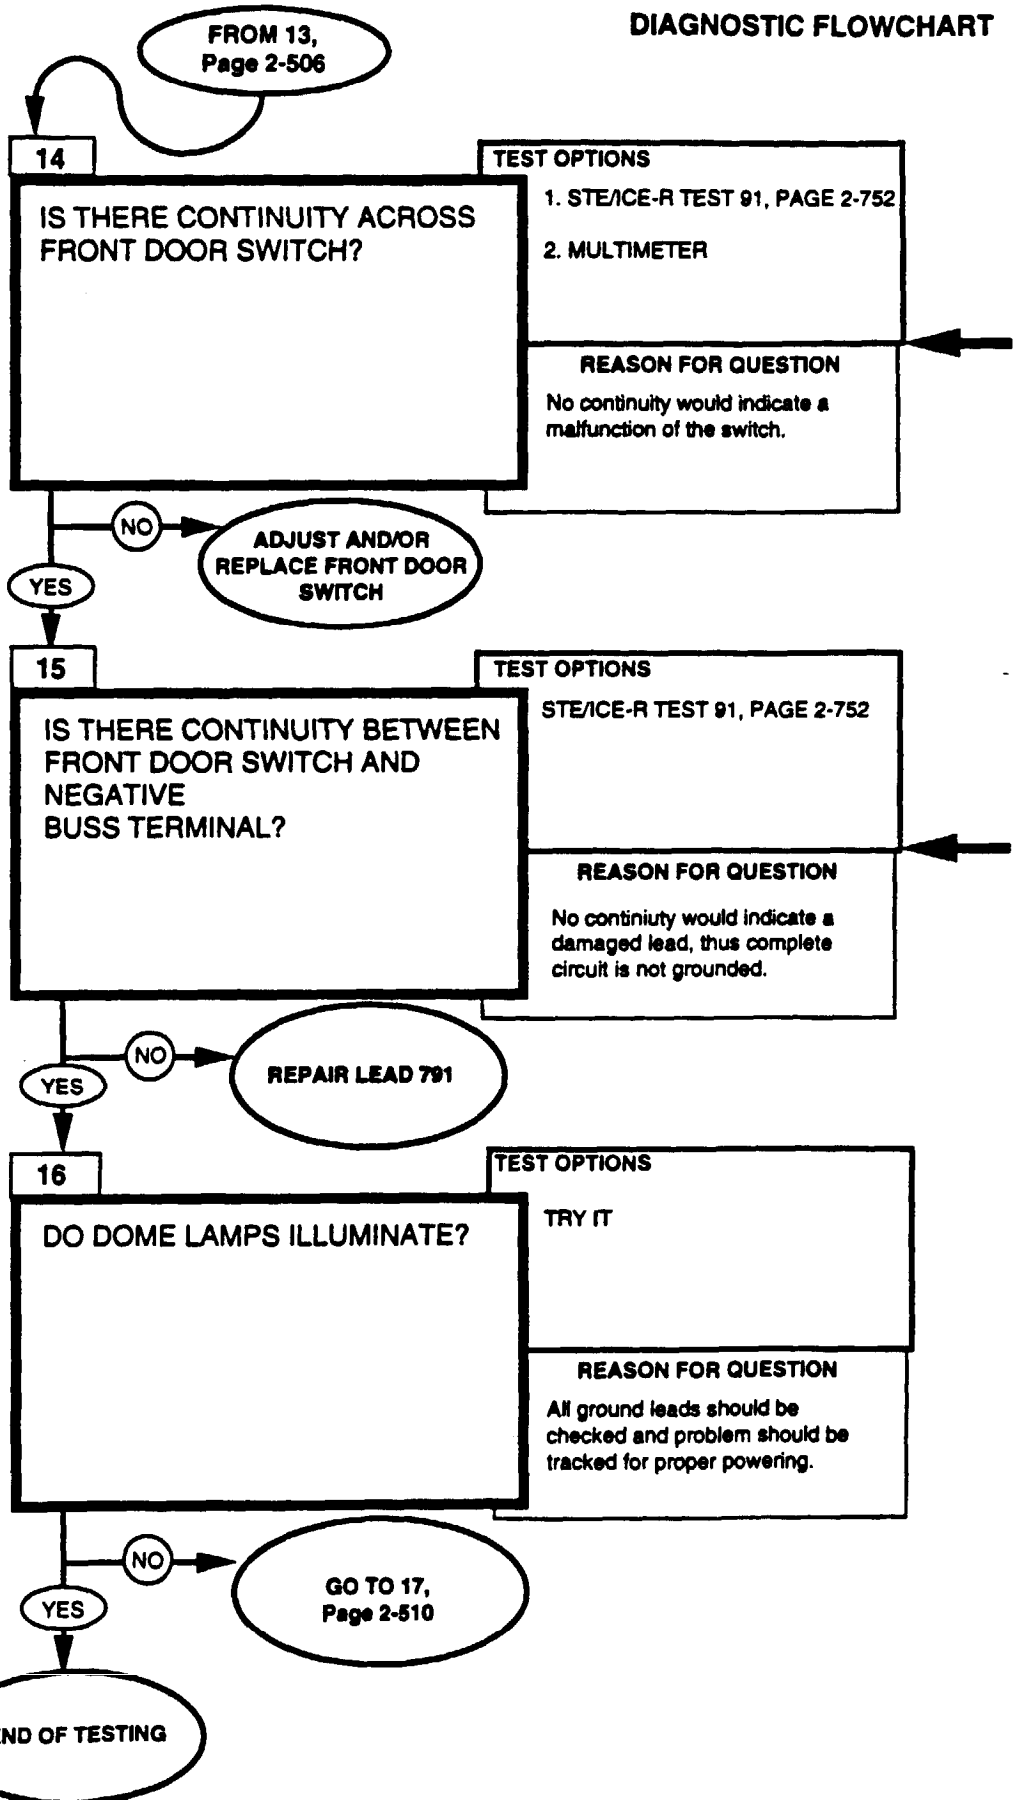 DIAGNOSTIC FLOWCHART
FROM 13,
Page 2-506
14
IS THERE CONTINUITY ACROSS
FRONT DOOR SWITCH?
TEST OPTIONS
1. STE/ICE-R TEST 91, PAGE 2-752
2. MULTIMETER
REASON FOR QUESTION
No continuity would indicate a
malfunction of the switch.
NO
ADJUST AND/OR
REPLACE FRONT DOOR
SWITCH
YES
15
IS THERE CONTINUITY BETWEEN
FRONT DOOR SWITCH AND
NEGATIVE
BUSS TERMINAL?
TEST OPTIONS
STE/ICE-R TEST 91, PAGE 2-752
REASON FOR QUESTION
No continiuty would indicate a
damaged lead, thus complete
circuit is not grounded.
NO
REPAIR LEAD 791
YES
16
DO DOME LAMPS ILLUMINATE?
TEST OPTIONS
TRY IT
REASON FOR QUESTION
All ground leads should be
checked and problem should be
tracked for proper powering.
NO
GO TO 17,
Page 2-510
YES
ND OF TESTING